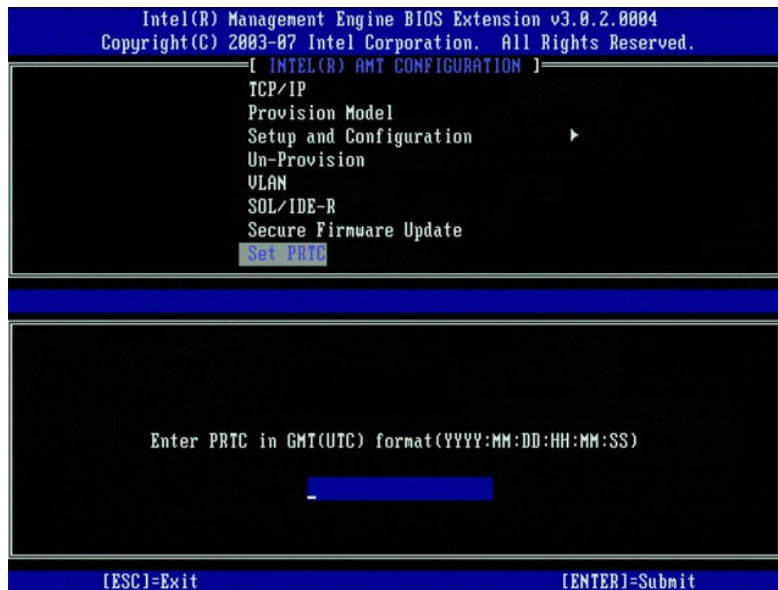 Intel(R) Management Engine BIOS Extension v3.0.2.0004
Copyright(C) 2003-07 Intel Corporation. All Rights Reserved.
[ INTEL(R) AMT CONFIGURATION ]
TCP/IP
Provision Model
Setup and Configuration
Un-Provision
VLAN
SOL/IDE-R
Secure Firmware Update
Set PRTC
Enter PRTC in GMT(UTC) format(YYYY:MM:DD:HH:MM:SS)
[ESC]=Exit [ENTER]=Submit